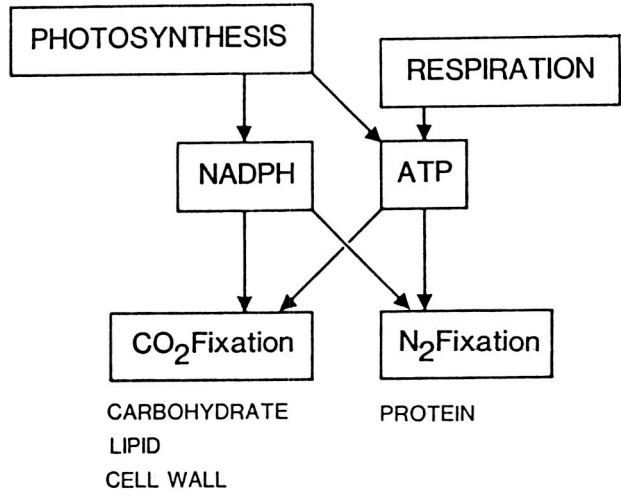 PHOTOSYNTHESIS
RESPIRATION
NADPH
ATP
CO₂Fixation
N₂Fixation
CARBOHYDRATE
PROTEIN
LIPID
CELL WALL